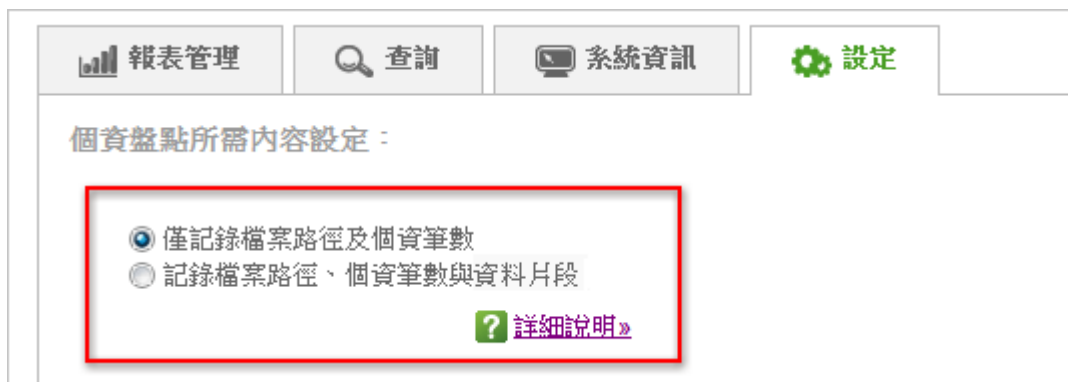 報表管理 查詢 系統資訊 設定
個資盤點所需內容設定：
僅記錄檔案路徑及個資筆數
記錄檔案路徑、個資筆數與資料片段
? 詳細說明»